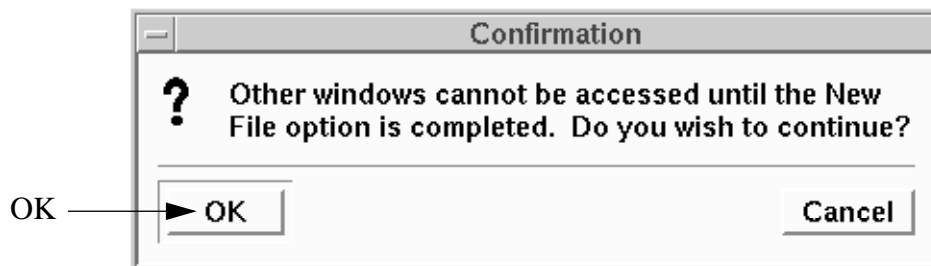 Confirmation
Other windows cannot be accessed until the New
File option is completed. Do you wish to continue?
OK
OK
Cancel